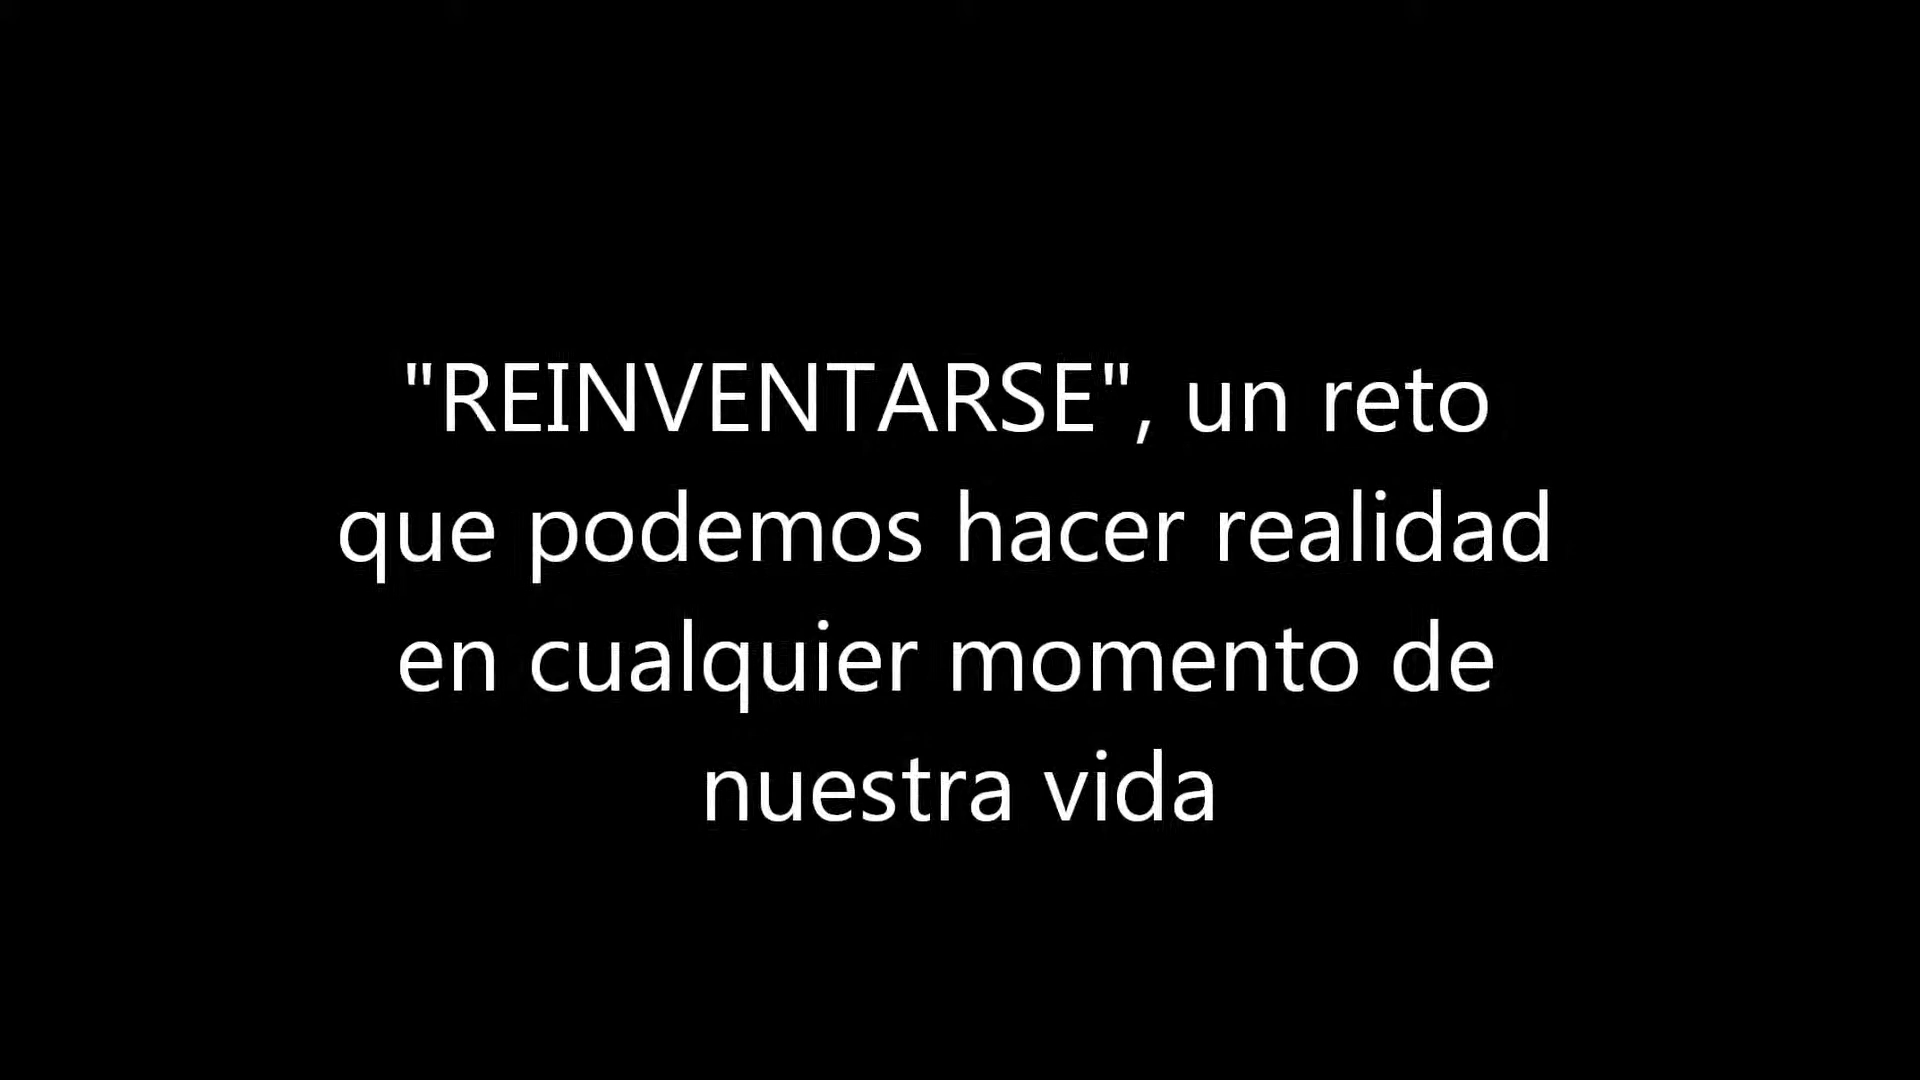 "REINVENTARSE", un reto
que podemos hacer realidad
en cualquier momento de
nuestra vida